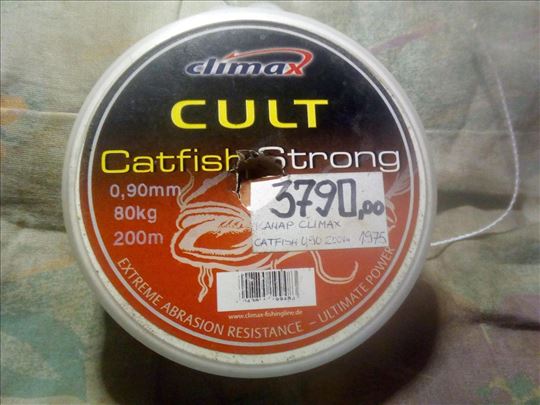 climax
CULT
Catfish Strong
0,90mm
80kg
200m
3790,00
KANAP CLIMAX
CATFISH 0,90 200m 1975
EXTREME ABRASION RESISTANCE – ULTIMATE POWER
www.climax-fishingline.de